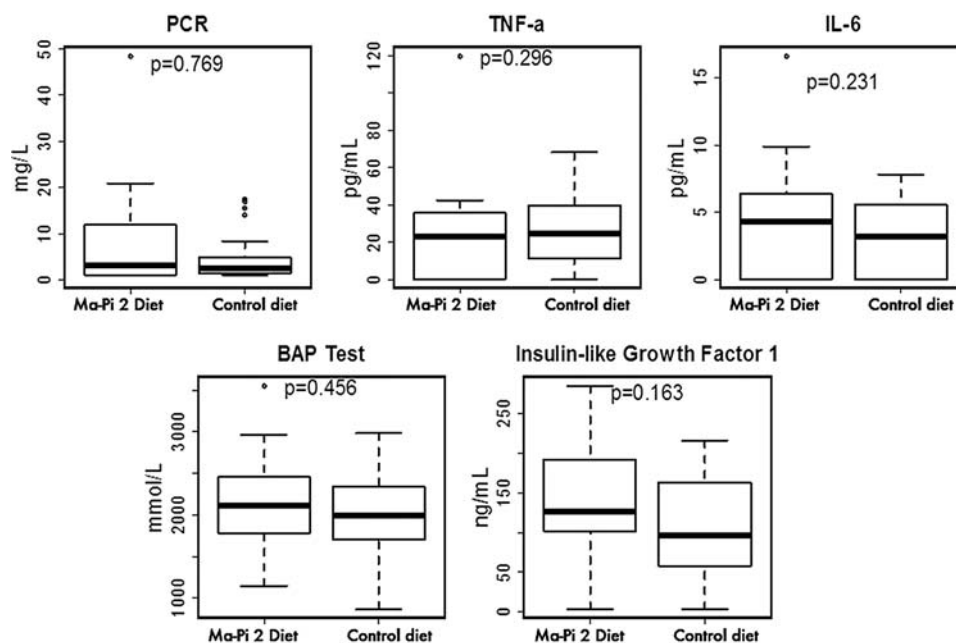 PCR
mg/L
50
40
30
20
10
0
p=0.769
Ma-Pi 2 Diet
Control diet
TNF-a
pg/mL
120
80
60
40
20
0
p=0.296
Ma-Pi 2 Diet
Control diet
IL-6
pg/mL
15
10
5
0
p=0.231
Ma-Pi 2 Diet
Control diet
BAP Test
mmol/L
3000
2000
1000
p=0.456
Ma-Pi 2 Diet
Control diet
Insulin-like Growth Factor 1
ng/mL
250
150
50
0
p=0.163
Ma-Pi 2 Diet
Control diet